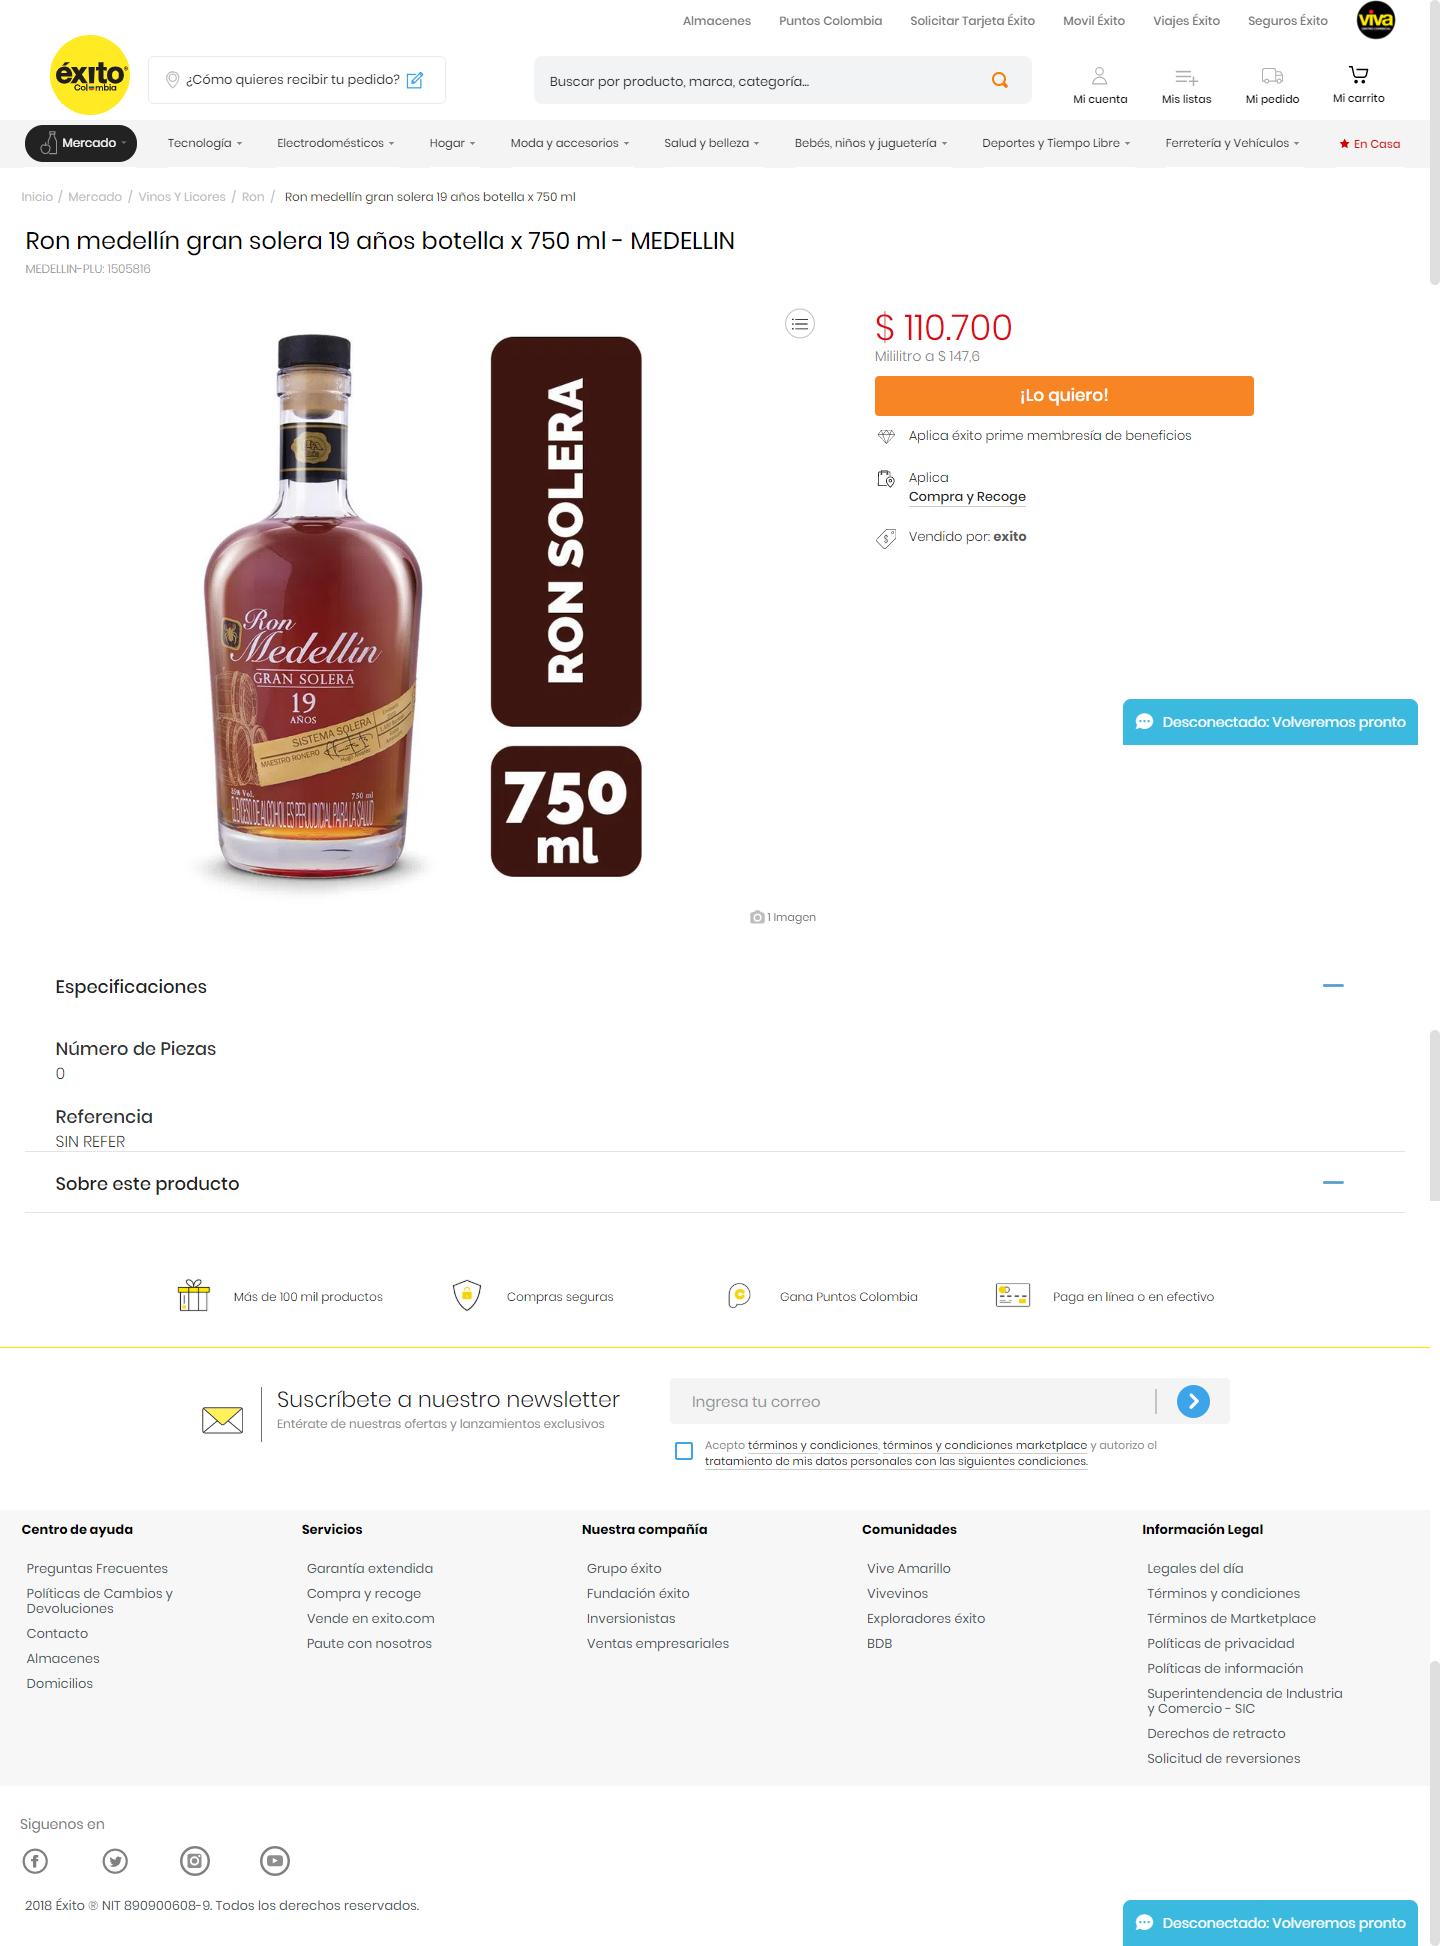 Almacenes Puntos Colombia Solicitar Tarjeta Éxito Movil Éxito Viajes Éxito Seguros Éxito viva
éxito
Colombia
¿Cómo quieres recibir tu pedido?
Buscar por producto, marca, categoría...
Mi cuenta Mis listas Mi pedido Mi carrito
Mercado Tecnología Electrodomésticos Hogar Moda y accesorios Salud y belleza Bebés, niños y juguetería Deportes y Tiempo Libre Ferretería y Vehículos En Casa
Inicio / Mercado / Vinos Y Licores / Ron / Ron medellín gran solera 19 años botella x 750 ml
Ron medellín gran solera 19 años botella x 750 ml - MEDELLIN
MEDELLIN-PLU: 1505816
Ron
Medellín
GRAN SOLERA
19
AÑOS
SISTEMA SOLERA
MAESTRO RONERO
35% Vol. 750 ml
EL EXCESO DE ALCOHOL ES PERJUDICIAL PARA LA SALUD
RON SOLERA
750
ml
1 Imagen
$ 110.700
Mililitro a $ 147,6
¡Lo quiero!
Aplica éxito prime membresía de beneficios
Aplica
Compra y Recoge
Vendido por: exito
Desconectado: Volveremos pronto
Especificaciones
Número de Piezas
0
Referencia
SIN REFER
Sobre este producto
Más de 100 mil productos Compras seguras Gana Puntos Colombia Paga en línea o en efectivo
Suscríbete a nuestro newsletter
Entérate de nuestras ofertas y lanzamientos exclusivos
Ingresa tu correo
Acepto términos y condiciones, términos y condiciones marketplace y autorizo el
tratamiento de mis datos personales con las siguientes condiciones.
Centro de ayuda
Preguntas Frecuentes
Políticas de Cambios y
Devoluciones
Contacto
Almacenes
Domicilios
Servicios
Garantía extendida
Compra y recoge
Vende en exito.com
Paute con nosotros
Nuestra compañía
Grupo éxito
Fundación éxito
Inversionistas
Ventas empresariales
Comunidades
Vive Amarillo
Vivevinos
Exploradores éxito
BDB
Información Legal
Legales del día
Términos y condiciones
Términos de Martketplace
Políticas de privacidad
Políticas de información
Superintendencia de Industria
y Comercio - SIC
Derechos de retracto
Solicitud de reversiones
Siguenos en
2018 Éxito ® NIT 890900608-9. Todos los derechos reservados.
Desconectado: Volveremos pronto